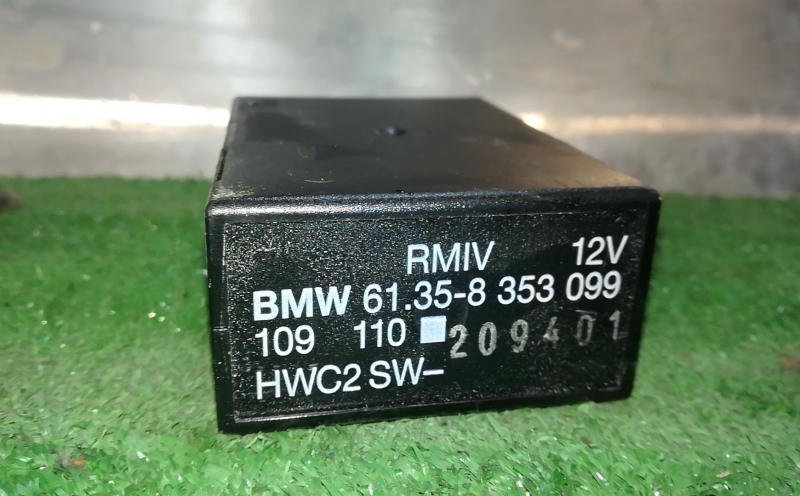 RMIV 12V
BMW 61.35-8 353 099
109 110 209401
HWC2 SW–